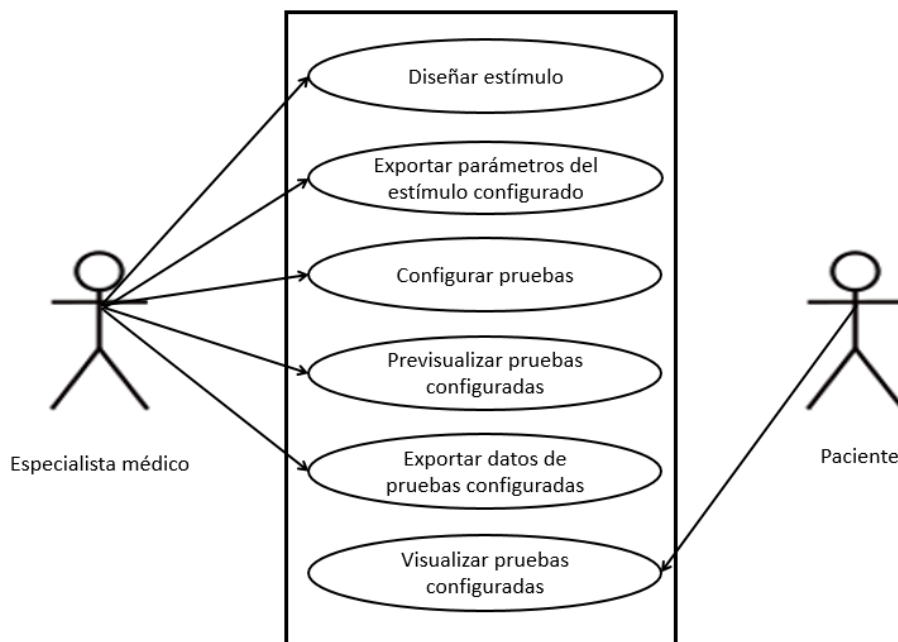 Diseñar estímulo
Exportar parámetros del
estímulo configurado
Configurar pruebas
Previsualizar pruebas
configuradas
Exportar datos de
pruebas configuradas
Visualizar pruebas
configuradas
Especialista médico
Paciente